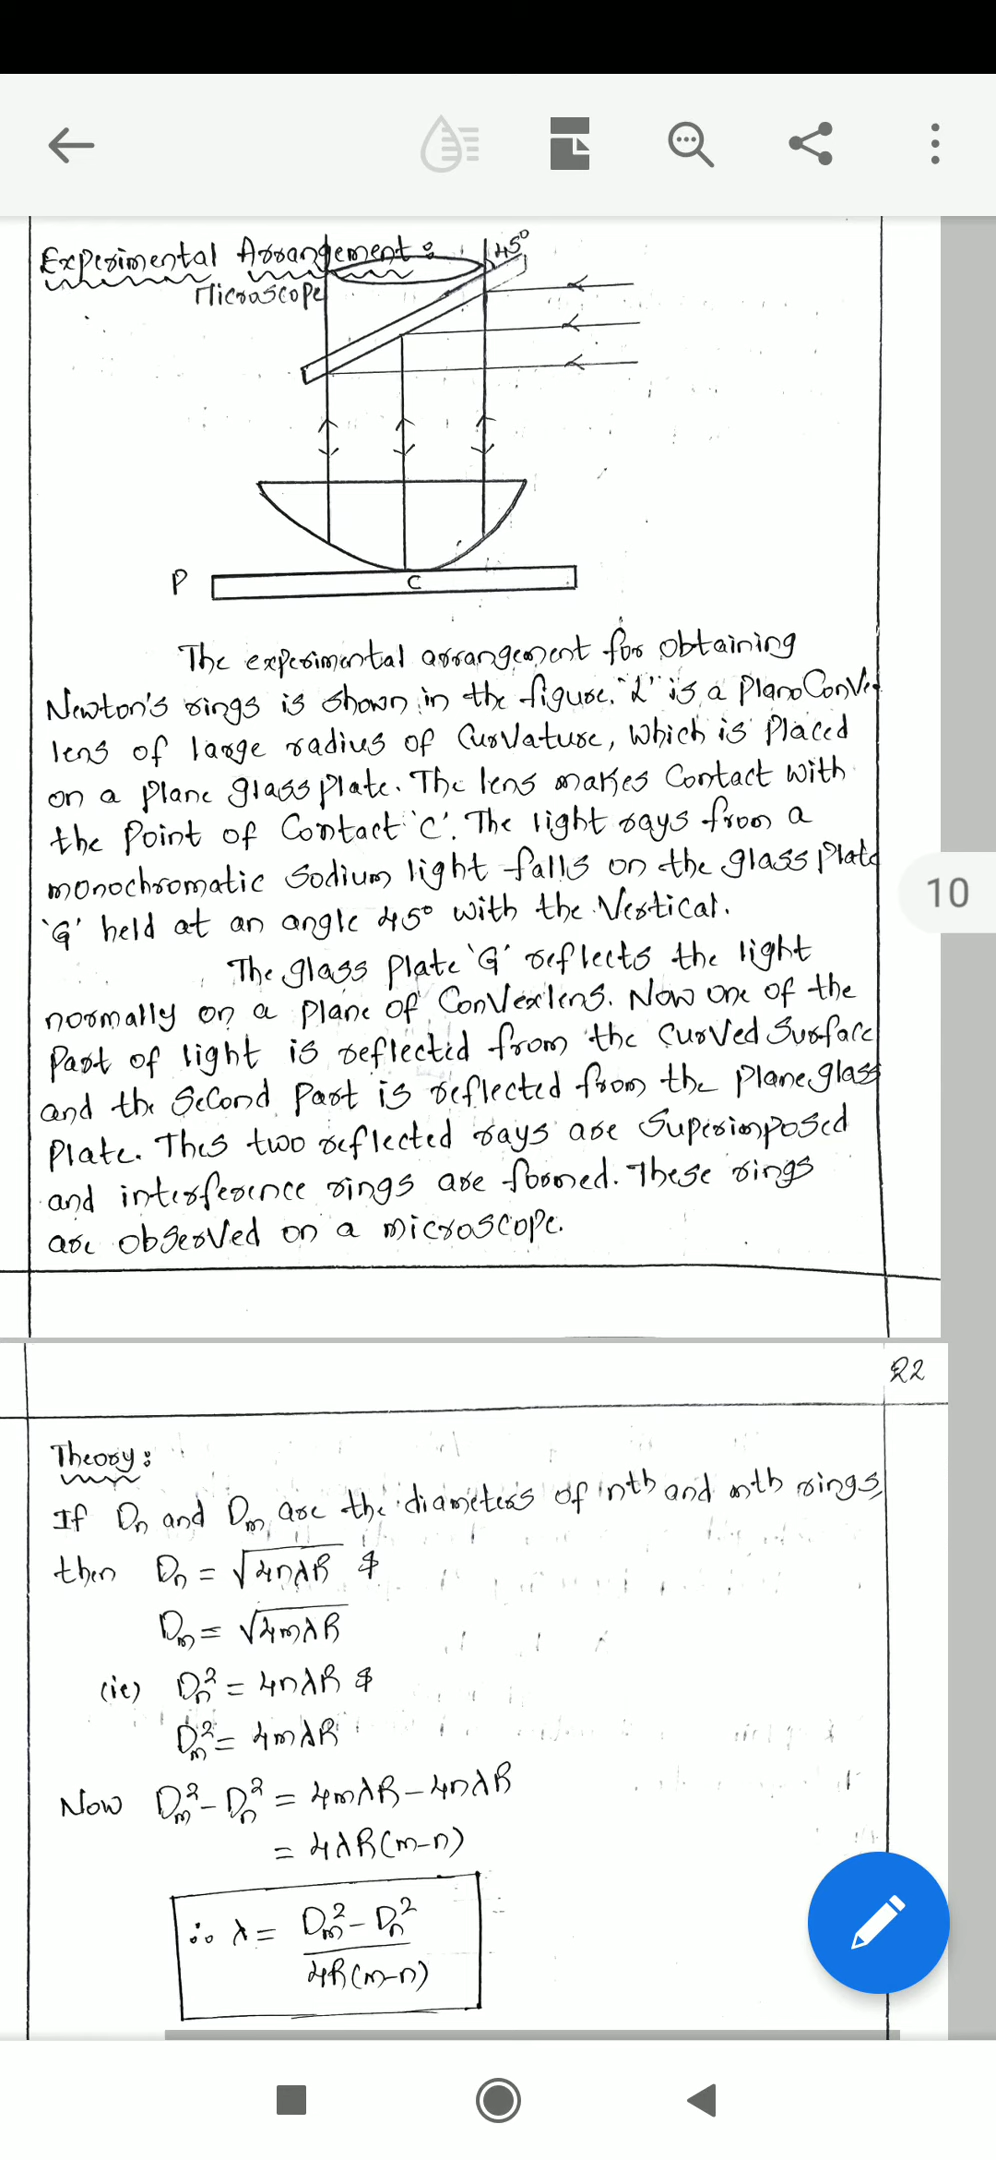 Experimental Arrangement :
45°
Microscope
P
C
The experimental arrangement for obtaining
Newton's rings is shown in the figure. "L" is a Plano Convex
lens of large radius of Curvature, Which is Placed
on a Plane glass plate. The lens makes Contact with
the Point of Contact 'C'. The light rays from a
monochromatic Sodium light falls on the glass Plate
'G' held at an angle 45° with the Vertical.
The glass Plate 'G' reflects the light
normally on a Plane of Convex lens. Now one of the
Part of light is reflected from the Curved Surface
and the Second Part is reflected from the Plane glass
Plate. This two reflected rays are Superimposed
and interference rings are formed. These rings
are observed on a microscope.
10
22
Theory :
If Dn and Dm are the diameters of nth and mth rings,
then Dn = √4nλR &
Dm = √4mλR
(ie) Dn² = 4nλR &
Dm² = 4mλR
Now Dm² - Dn² = 4mλR - 4nλR
= 4λR(m-n)
∴ λ = Dm² - Dn² / 4R(m-n)